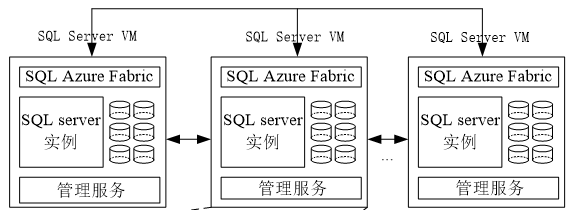 SQL Server VM
SQL Server VM
SQL Server VM
SQL Azure Fabric
SQL Azure Fabric
SQL Azure Fabric
SQL server
实例
SQL server
实例
SQL server
实例
...
管理服务
管理服务
管理服务